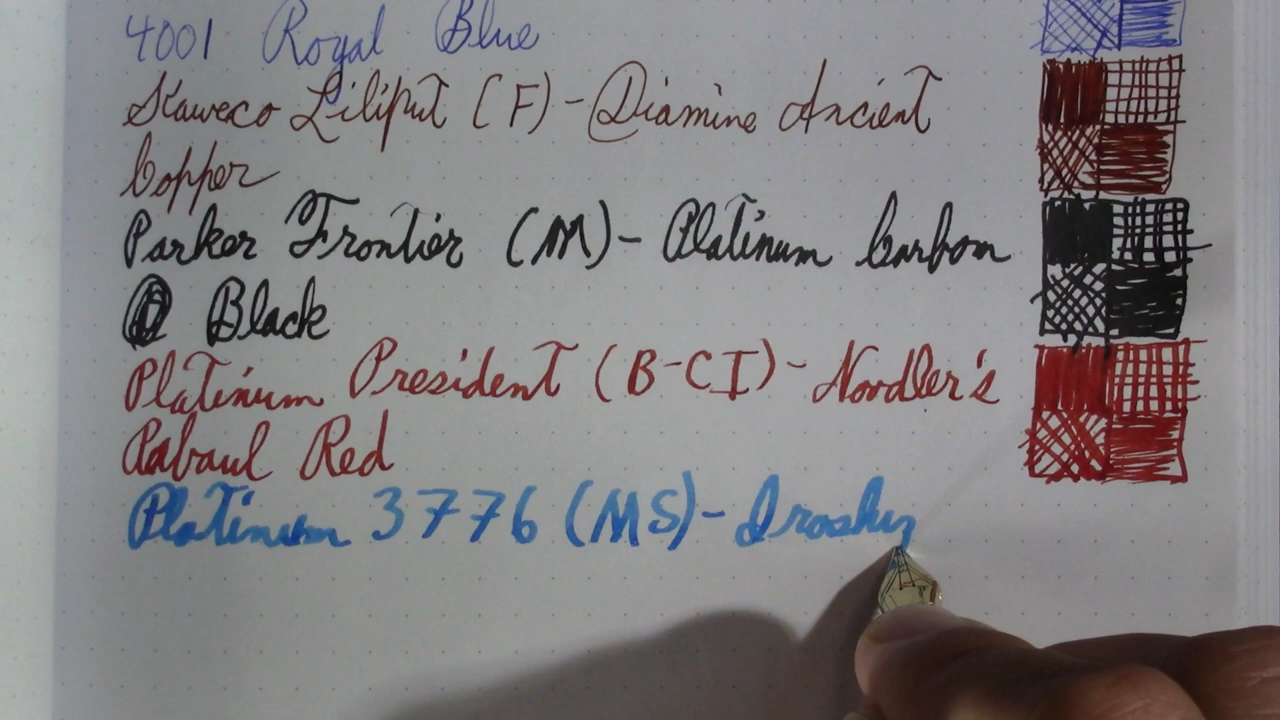 4001 Royal Blue
Kaweco Liliput (F) - Diamine Ancient
Copper
Parker Frontier (M) - Platinum Carbon
Black
Platinum President (B-CI) - Noodler's
Rabaul Red
Platinum 3776 (MS) - Iroshiz